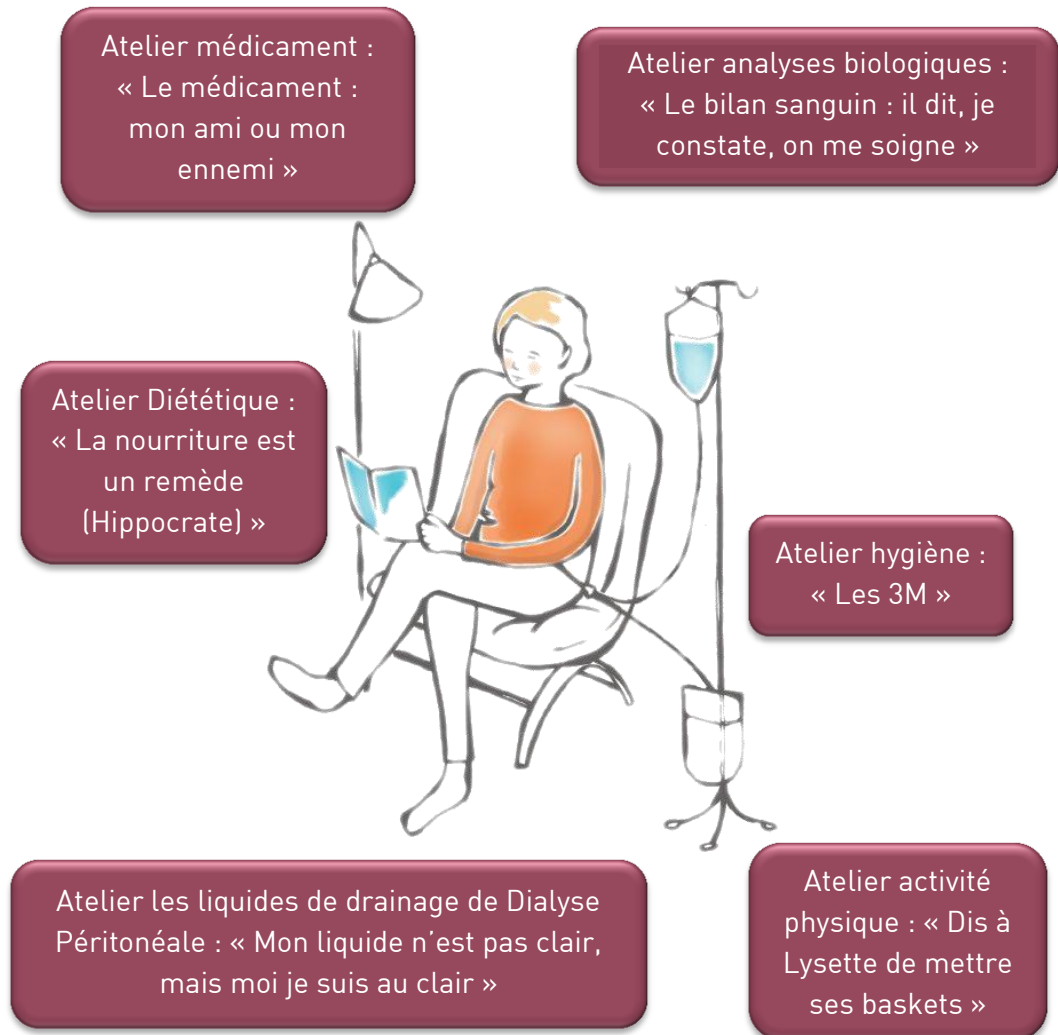 Atelier médicament :
« Le médicament :
mon ami ou mon
ennemi »
Atelier analyses biologiques :
« Le bilan sanguin : il dit, je
constate, on me soigne »
Atelier Diététique :
« La nourriture est
un remède
(Hippocrate) »
Atelier hygiène :
« Les 3M »
Atelier les liquides de drainage de Dialyse
Péritonéale : « Mon liquide n’est pas clair,
mais moi je suis au clair »
Atelier activité
physique : « Dis à
Lysette de mettre
ses baskets »